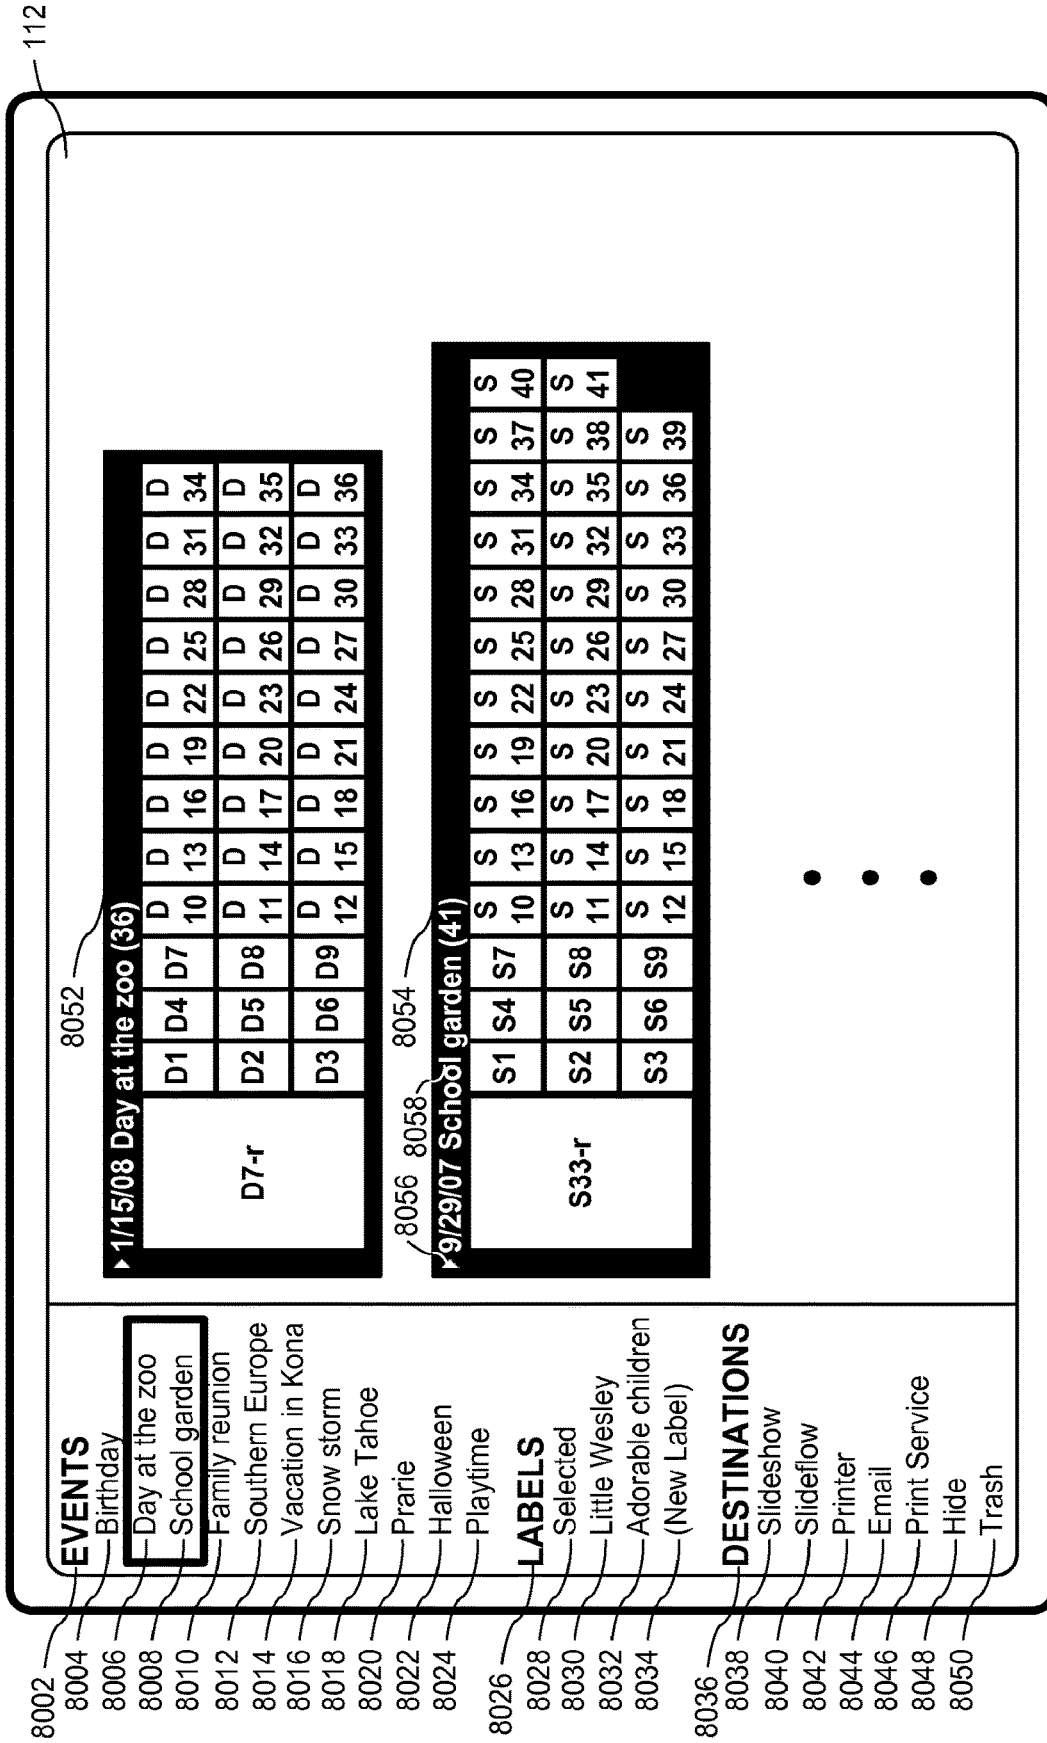 112
8002 EVENTS
8004 Birthday
8006 Day at the zoo
8008 School garden
8010 Family reunion
8012 Southern Europe
8014 Vacation in Kona
8016 Snow storm
8018 Lake Tahoe
8020 Prarie
8022 Halloween
8024 Playtime
8026 LABELS
8028 Selected
8030 Little Wesley
8032 Adorable children
8034 (New Label)
8036 DESTINATIONS
8038 Slideshow
8040 Slideflow
8042 Printer
8044 Email
8046 Print Service
8048 Hide
8050 Trash
8052
1/15/08 Day at the zoo (36)
D7-r
D1 D4 D7 D 10 D 13 D 16 D 19 D 22 D 25 D 28 D 31 D 34
D2 D5 D8 D 11 D 14 D 17 D 20 D 23 D 26 D 29 D 32 D 35
D3 D6 D9 D 12 D 15 D 18 D 21 D 24 D 27 D 30 D 33 D 36
8056 8058 8054
9/29/07 School garden (41)
S33-r
S1 S4 S7 S 10 S 13 S 16 S 19 S 22 S 25 S 28 S 31 S 34 S 37 S 40
S2 S5 S8 S 11 S 14 S 17 S 20 S 23 S 26 S 29 S 32 S 35 S 38 S 41
S3 S6 S9 S 12 S 15 S 18 S 21 S 24 S 27 S 30 S 33 S 36 S 39